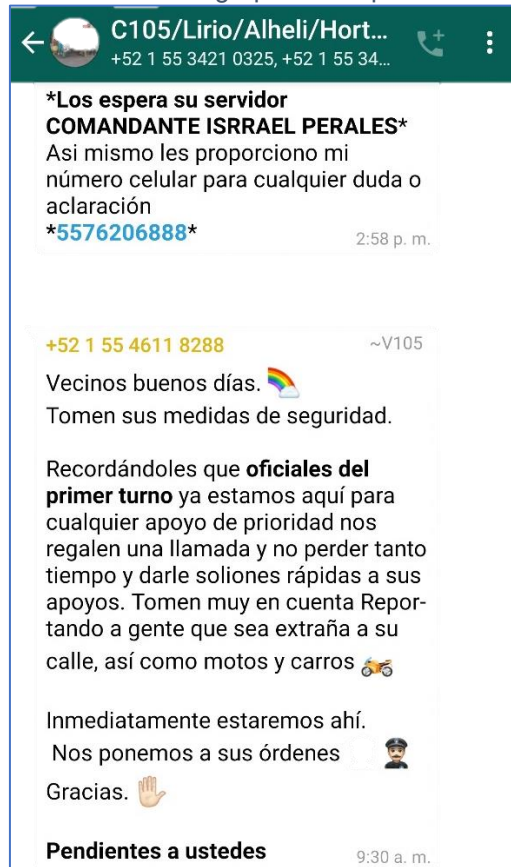 C105/Lirio/Alheli/Hort...
+52 1 55 3421 0325, +52 1 55 34...
*Los espera su servidor
COMANDANTE ISRRAEL PERALES*
Asi mismo les proporciono mi
número celular para cualquier duda o
aclaración
*5576206888*
2:58 p. m.
+52 1 55 4611 8288 ~V105
Vecinos buenos días. 🌈
Tomen sus medidas de seguridad.
Recordándoles que oficiales del
primer turno ya estamos aquí para
cualquier apoyo de prioridad nos
regalen una llamada y no perder tanto
tiempo y darle soliones rápidas a sus
apoyos. Tomen muy en cuenta Repor-
tando a gente que sea extraña a su
calle, así como motos y carros 🏍️
Inmediatamente estaremos ahí.
Nos ponemos a sus órdenes 👮🏻‍♂️
Gracias. 🖐🏻
Pendientes a ustedes
9:30 a. m.